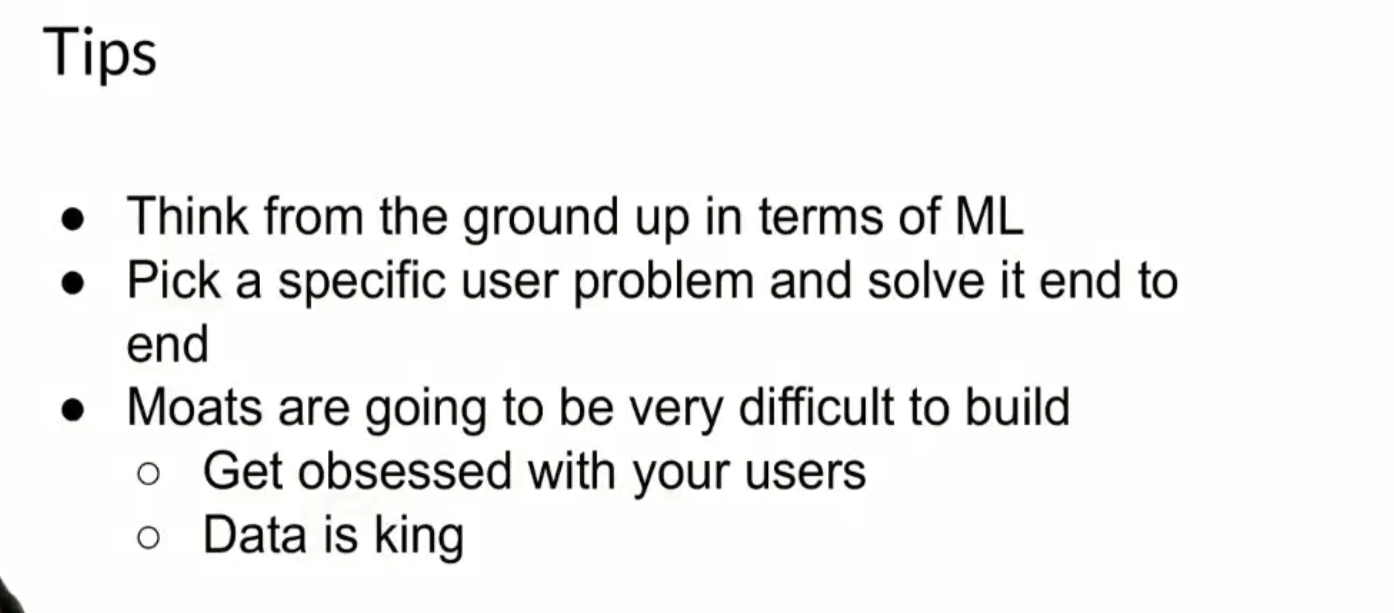 Tips
● Think from the ground up in terms of ML
● Pick a specific user problem and solve it end to
end
● Moats are going to be very difficult to build
○ Get obsessed with your users
○ Data is king